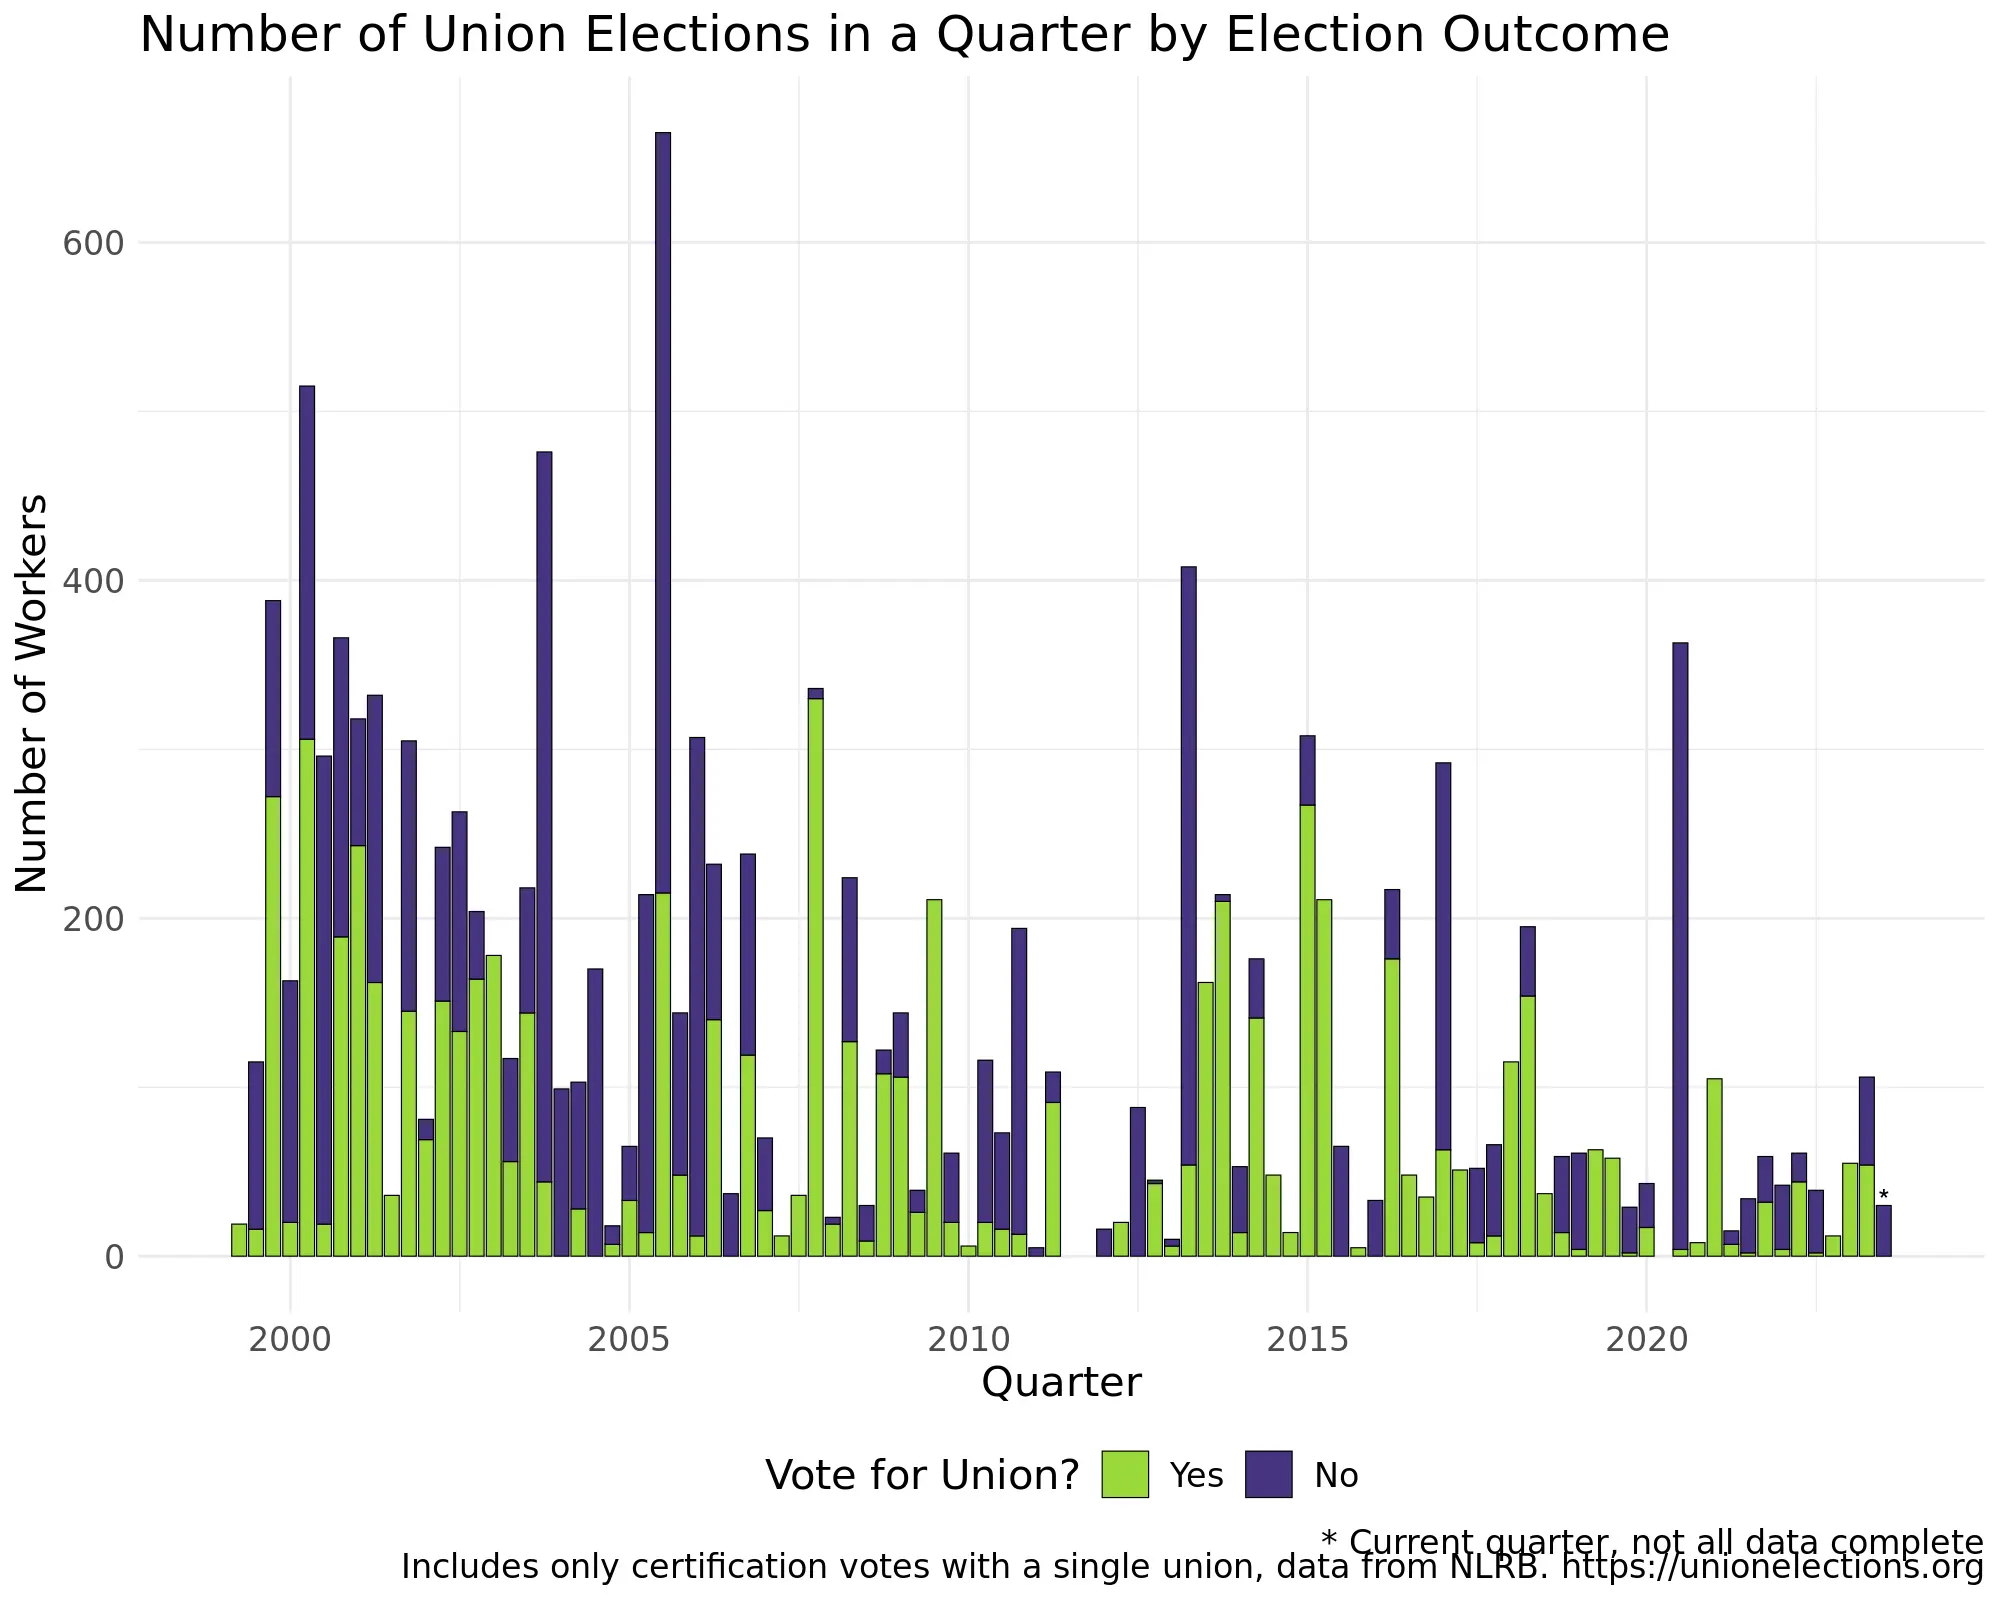 Number of Union Elections in a Quarter by Election Outcome
Number of Workers
600
400
200
0
2000 2005 2010 2015 2020
*
Quarter
Vote for Union? Yes No
* Current quarter, not all data complete
Includes only certification votes with a single union, data from NLRB. https://unionelections.org